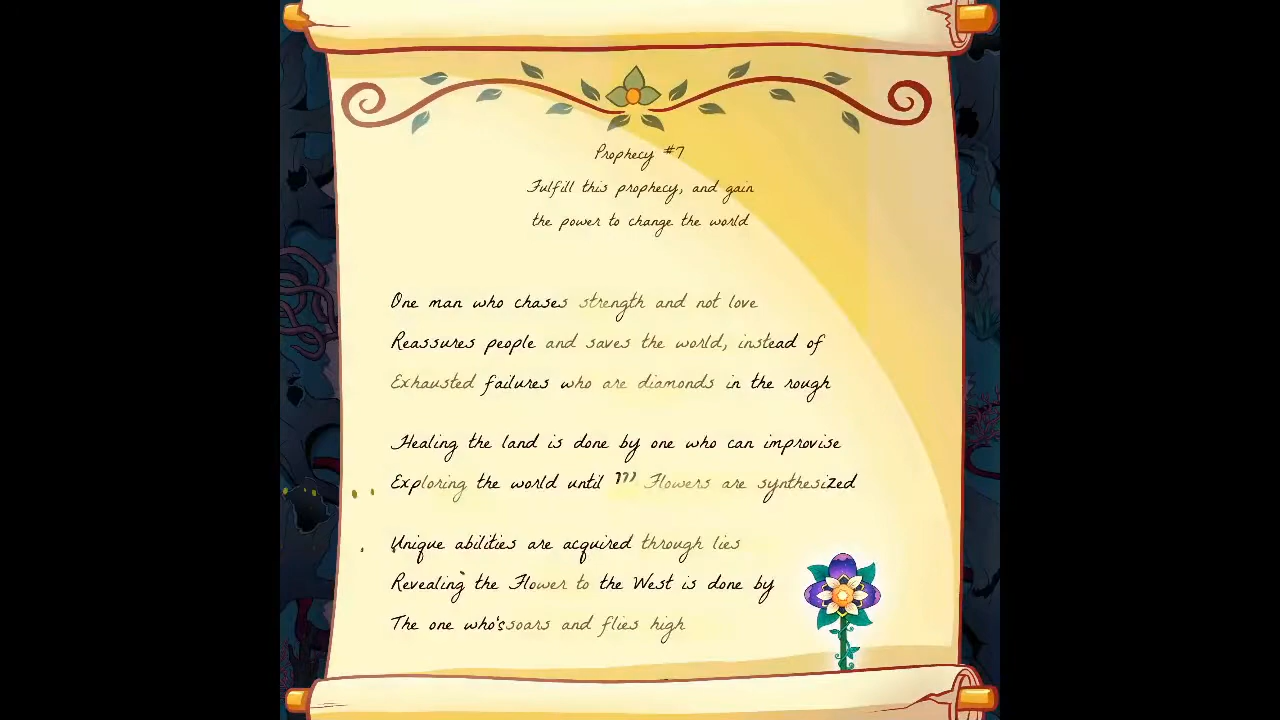 Prophecy #7
Fulfill this prophecy, and gain
the power to change the world
One man who chases strength and not love
Reassures people and saves the world, instead of
Exhausted failures who are diamonds in the rough
Healing the land is done by one who can improvise
Exploring the world until Flowers are synthesized
Unique abilities are acquired through lies
Revealing the Flower to the West is done by
The one who's soars and flies high